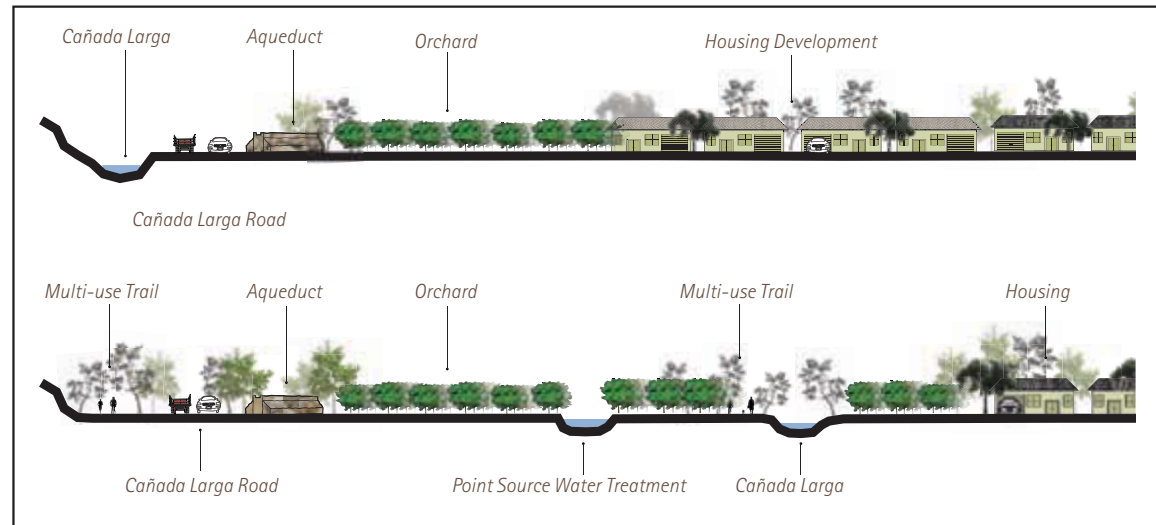 Cañada Larga
Aqueduct
Orchard
Housing Development
Cañada Larga Road
Multi-use Trail
Aqueduct
Orchard
Multi-use Trail
Housing
Cañada Larga Road
Point Source Water Treatment
Cañada Larga